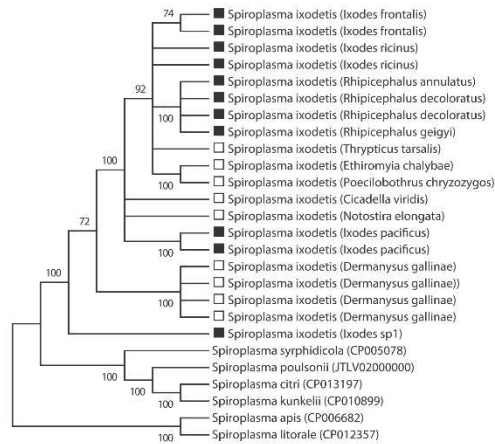 74
Spiroplasma ixodetis (Ixodes frontalis)
Spiroplasma ixodetis (Ixodes frontalis)
Spiroplasma ixodetis (Ixodes ricinus)
Spiroplasma ixodetis (Ixodes ricinus)
92
Spiroplasma ixodetis (Rhipicephalus annulatus)
Spiroplasma ixodetis (Rhipicephalus decoloratus)
100
Spiroplasma ixodetis (Rhipicephalus decoloratus)
Spiroplasma ixodetis (Rhipicephalus geigyi)
Spiroplasma ixodetis (Thrypticus tarsalis)
100
Spiroplasma ixodetis (Ethiromyia chalybae)
100
Spiroplasma ixodetis (Poecilobothrus chryzozygos)
Spiroplasma ixodetis (Cicadella viridis)
Spiroplasma ixodetis (Notostira elongata)
72
Spiroplasma ixodetis (Ixodes pacificus)
100
Spiroplasma ixodetis (Ixodes pacificus)
Spiroplasma ixodetis (Dermanysus gallinae)
100
Spiroplasma ixodetis (Dermanysus gallinae))
Spiroplasma ixodetis (Dermanysus gallinae)
100
Spiroplasma ixodetis (Dermanysus gallinae)
Spiroplasma ixodetis (Ixodes sp1)
Spiroplasma syrphidicola (CP005078)
Spiroplasma poulsonii (JTLV02000000)
100
Spiroplasma citri (CP013197)
100
Spiroplasma kunkelii (CP010899)
Spiroplasma apis (CP006682)
100
Spiroplasma litorale (CP012357)